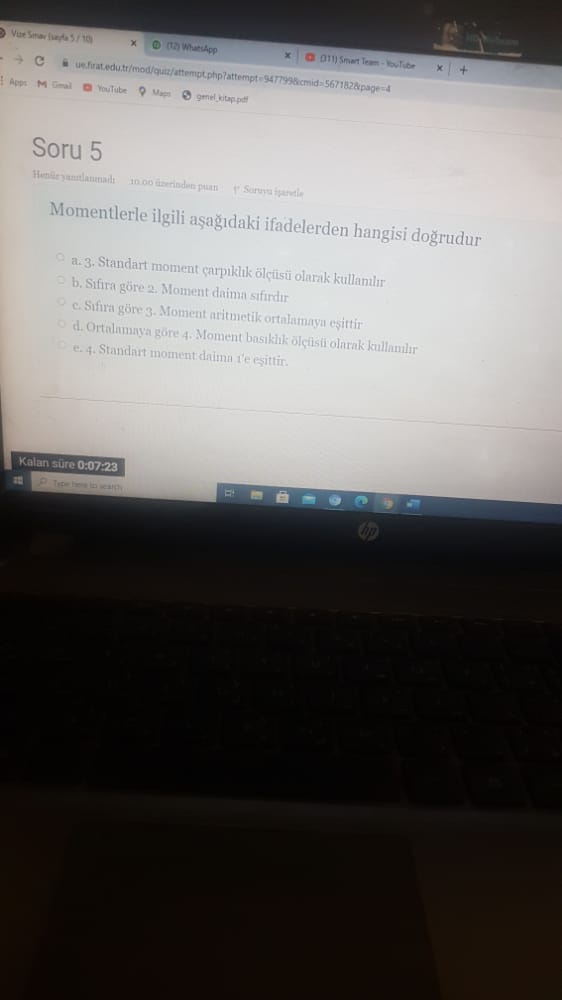 Vize Sınav (sayfa 5 / 10)
(12) WhatsApp
(311) Smart Team - YouTube
ue.firat.edu.tr/mod/quiz/attempt.php?attempt=947799&cmid=567182&page=4
Apps Gmail YouTube Maps genel_kitap.pdf
Soru 5
Henüz yanıtlanmadı 10.00 üzerinden puan Soruyu işaretle
Momentlerle ilgili aşağıdaki ifadelerden hangisi doğrudur
a. 3. Standart moment çarpıklık ölçüsü olarak kullanılır
b. Sıfıra göre 2. Moment daima sıfırdır
c. Sıfıra göre 3. Moment aritmetik ortalamaya eşittir
d. Ortalamaya göre 4. Moment basıklık ölçüsü olarak kullanılır
e. 4. Standart moment daima 1'e eşittir.
Kalan süre 0:07:23
Type here to search
hp